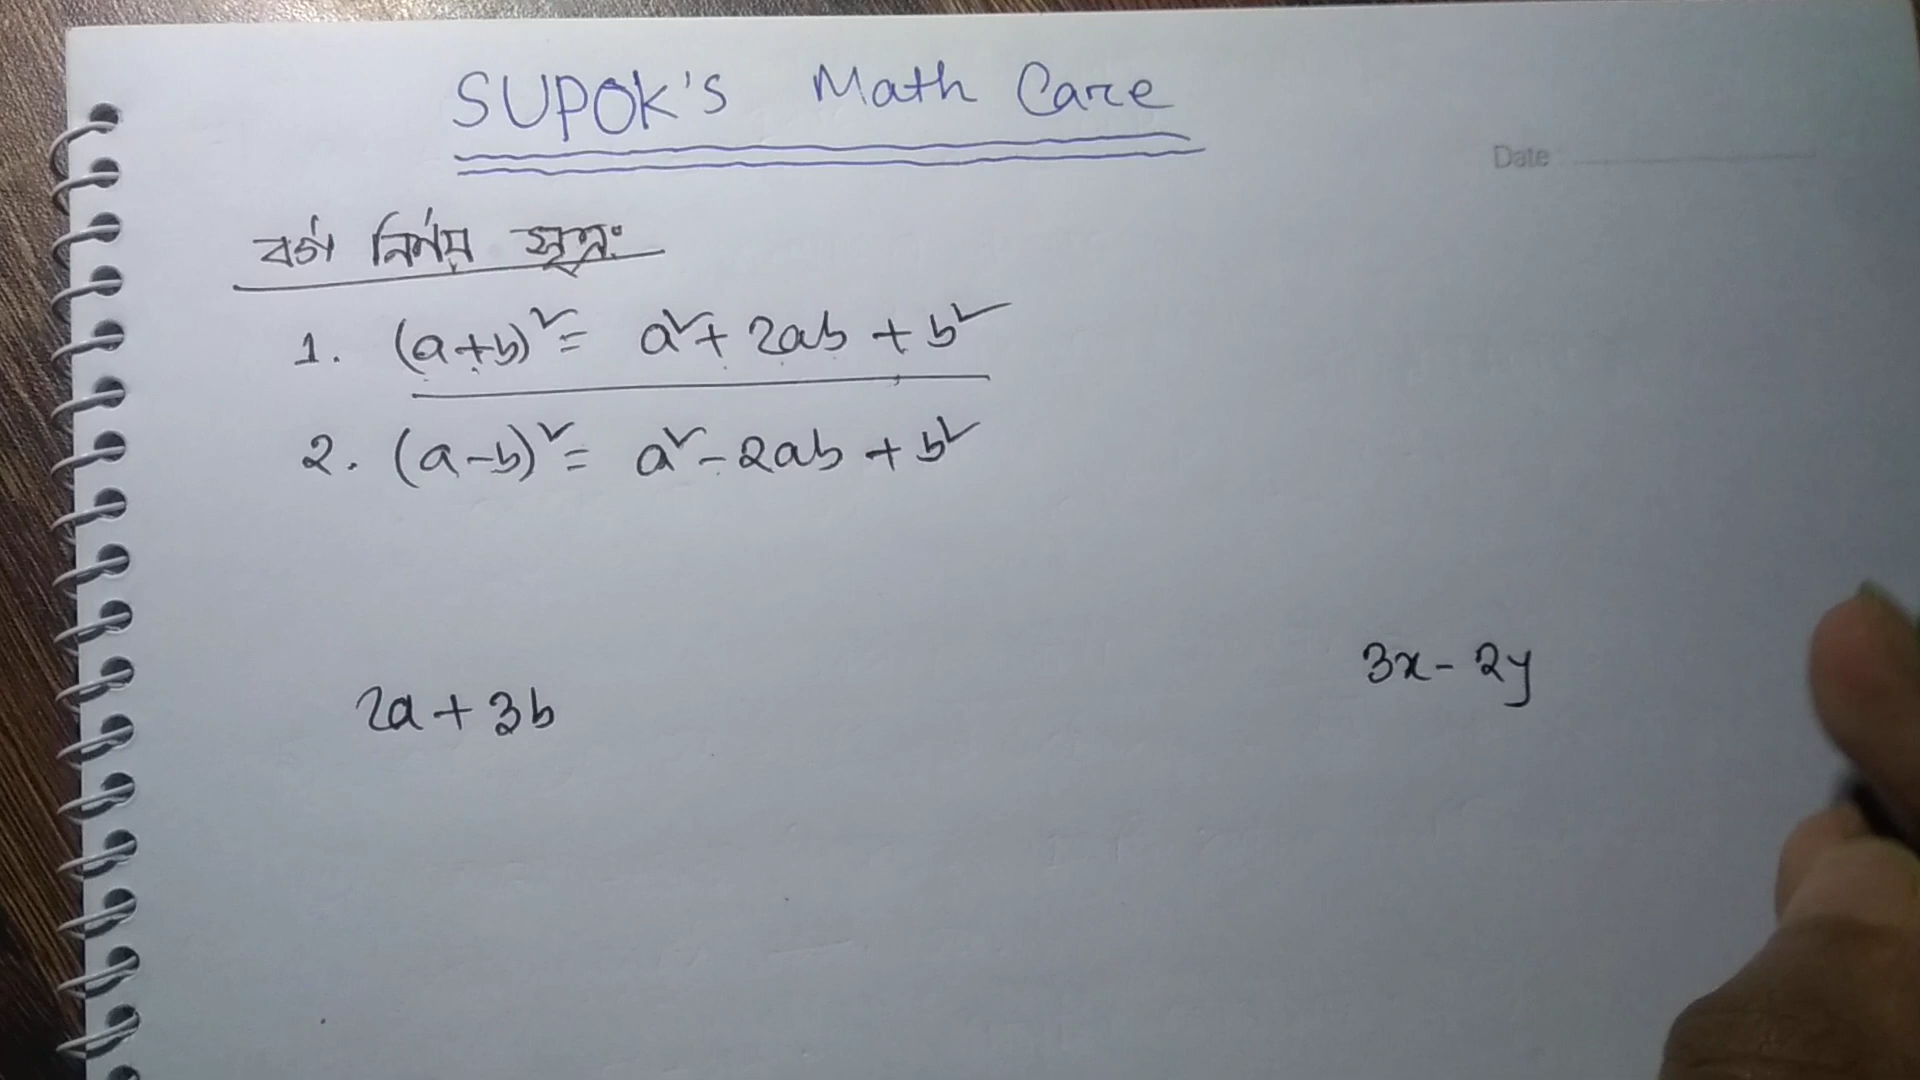 SUPOK's Math Care
Date
বর্গ নির্ণয় সূত্রঃ
1. (a+b)² = a² + 2ab + b²
2. (a-b)² = a² - 2ab + b²
3x - 2y
2a + 3b